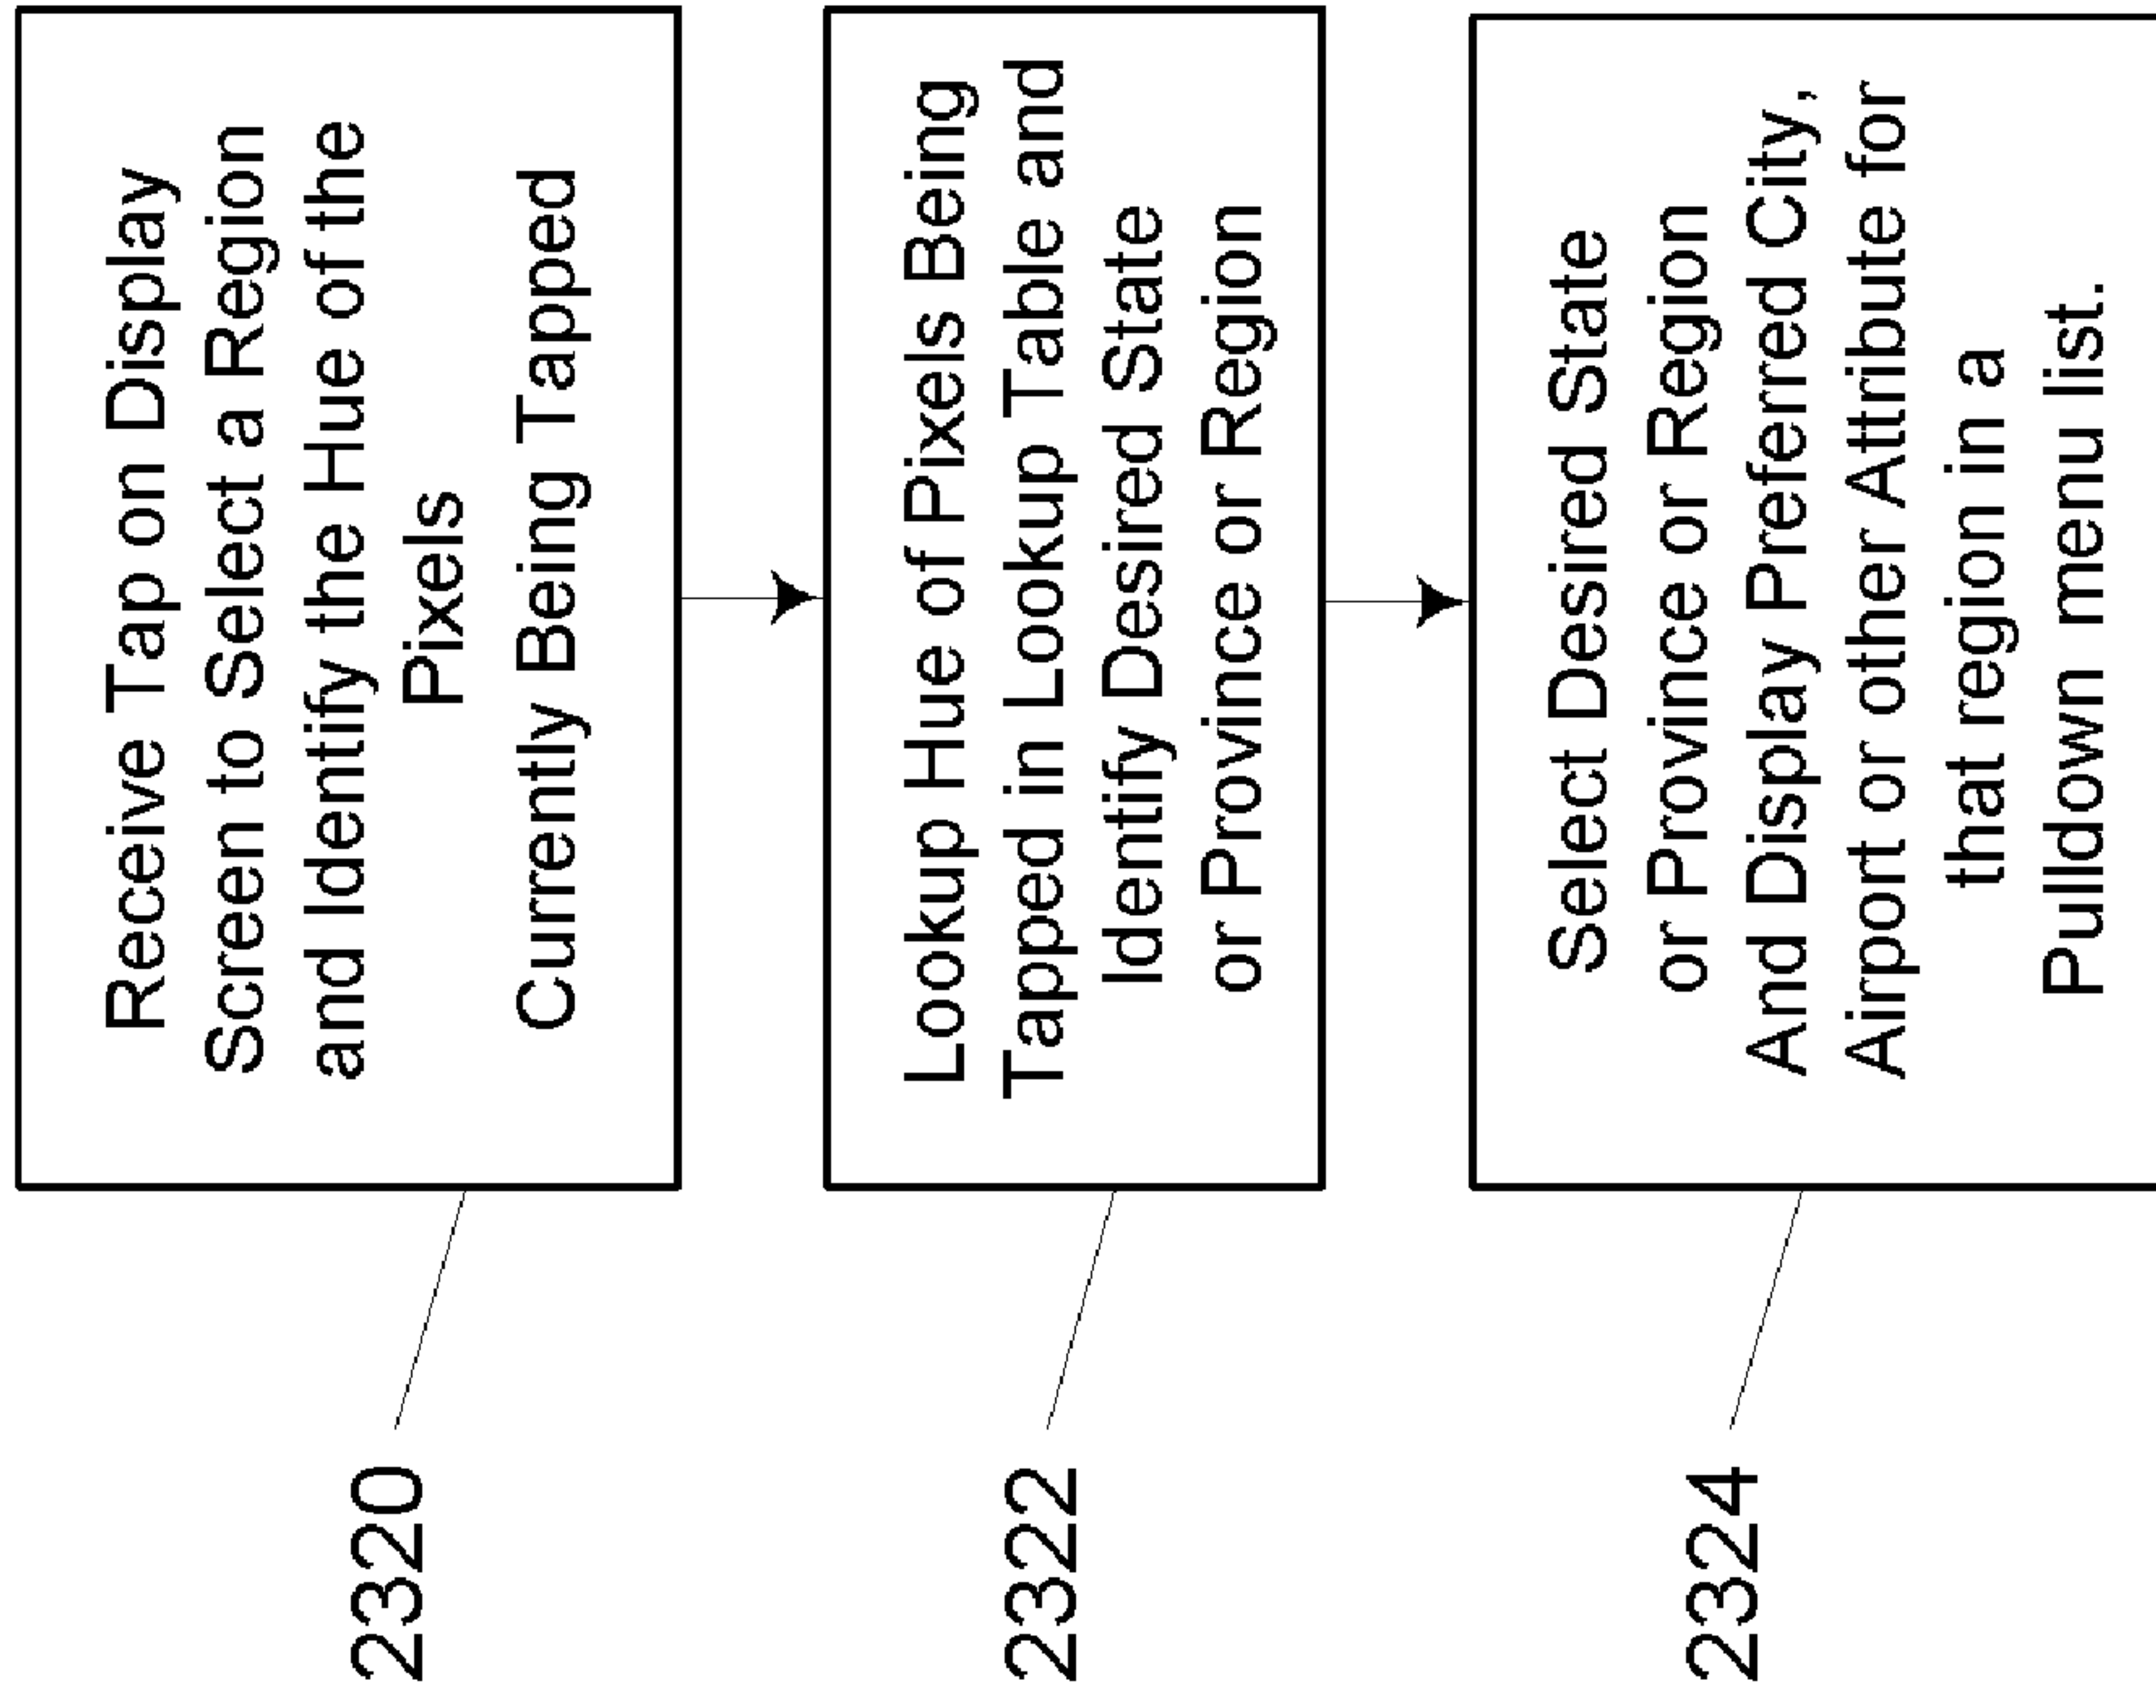 Receive Tap on Display
Screen to Select a Region
and Identify the Hue of the
Pixels
Currently Being Tapped
2320
Lookup Hue of Pixels Being
Tapped in Lookup Table and
Identify Desired State
or Province or Region
2322
Select Desired State
or Province or Region
And Display Preferred City,
Airport or other Attribute for
that region in a
Pulldown menu list.
2324